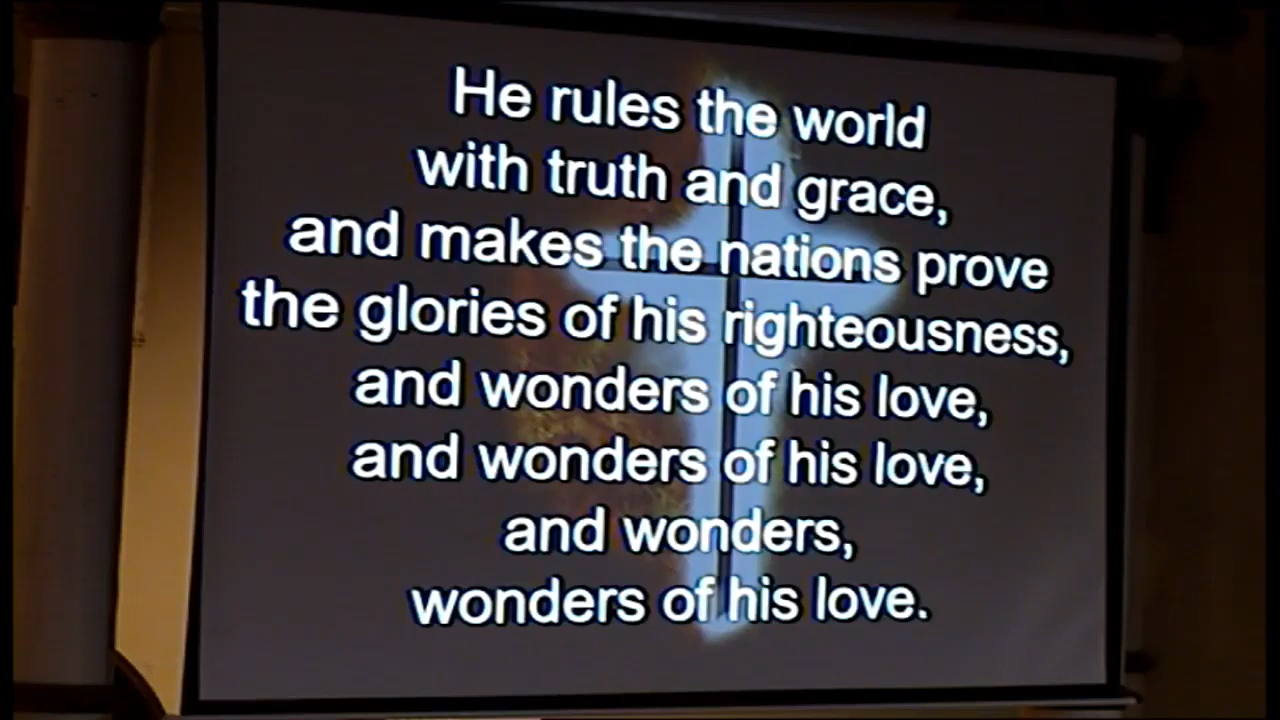 He rules the world
with truth and grace,
and makes the nations prove
the glories of his righteousness,
and wonders of his love,
and wonders of his love,
and wonders,
wonders of his love.